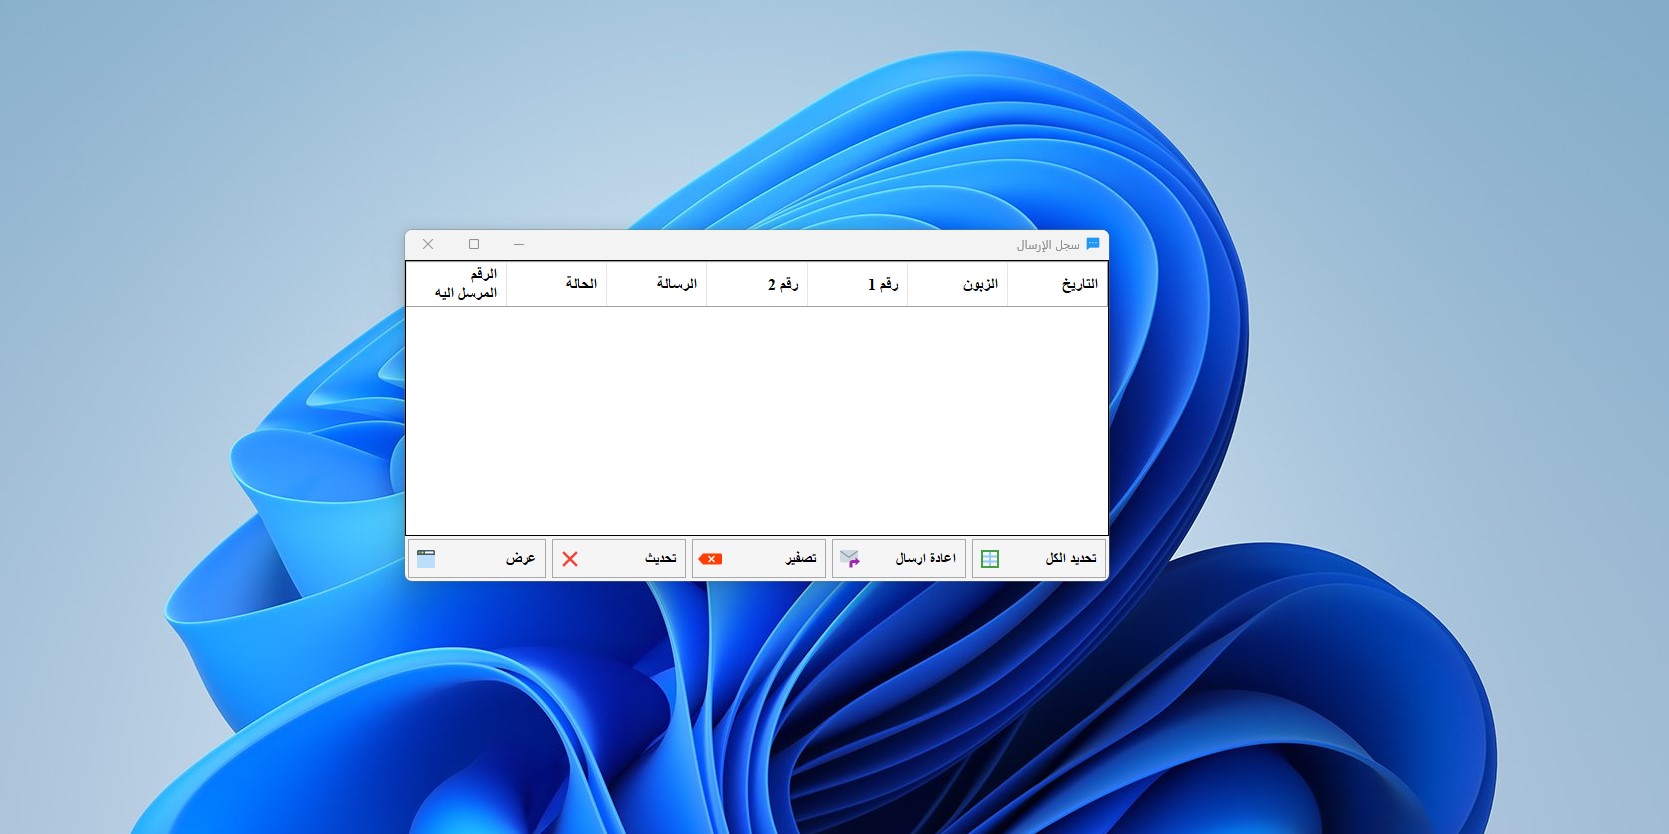 سجل الإرسال
التاريخ
الزبون
رقم 1
رقم 2
الرسالة
الحالة
الرقم
المرسل اليه
تحديد الكل
اعادة ارسال
تصفير
تحديث
عرض